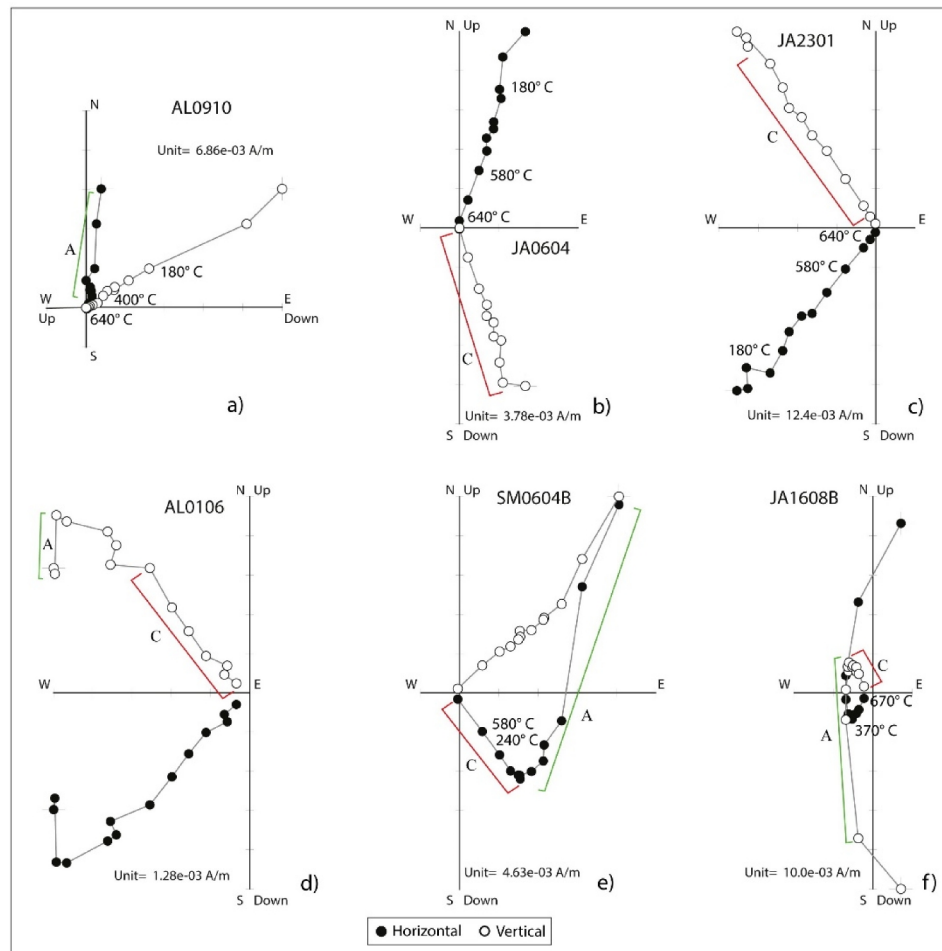 AL0910
N
Unit= 6.86e-03 A/m
A
180° C
400° C
W
E
Up
640° C
Down
S
a)
N Up
180° C
580° C
640° C
W
E
JA0604
C
Unit= 3.78e-03 A/m
S Down
b)
N Up
JA2301
C
W
E
640° C
580° C
180° C
Unit= 12.4e-03 A/m
S Down
c)
AL0106
N Up
A
C
W
E
Unit= 1.28e-03 A/m
S Down
d)
SM0604B
N Up
W
E
580° C
240° C
A
C
Unit= 4.63e-03 A/m
S Down
e)
JA1608B
N Up
C
W
E
670° C
370° C
A
Unit= 10.0e-03 A/m
S Down
f)
Horizontal
Vertical